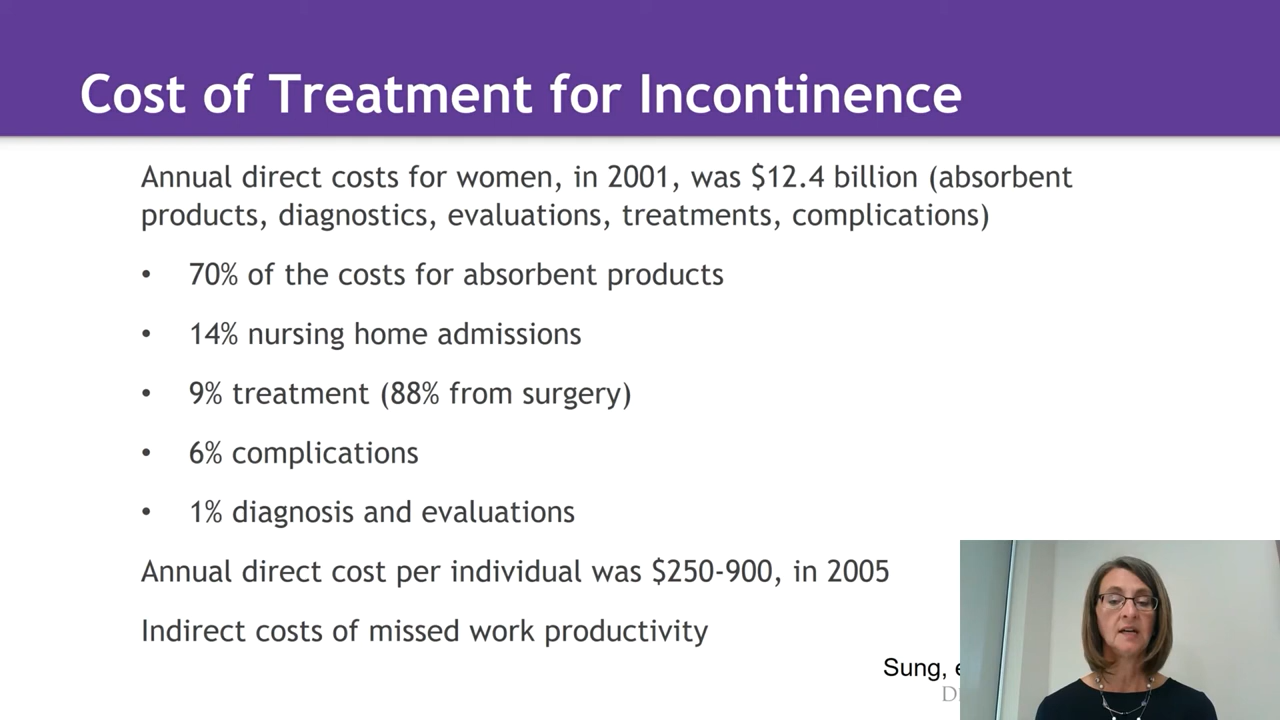 Cost of Treatment for Incontinence
Annual direct costs for women, in 2001, was $12.4 billion (absorbent
products, diagnostics, evaluations, treatments, complications)
• 70% of the costs for absorbent products
• 14% nursing home admissions
• 9% treatment (88% from surgery)
• 6% complications
• 1% diagnosis and evaluations
Annual direct cost per individual was $250-900, in 2005
Indirect costs of missed work productivity
Sung,